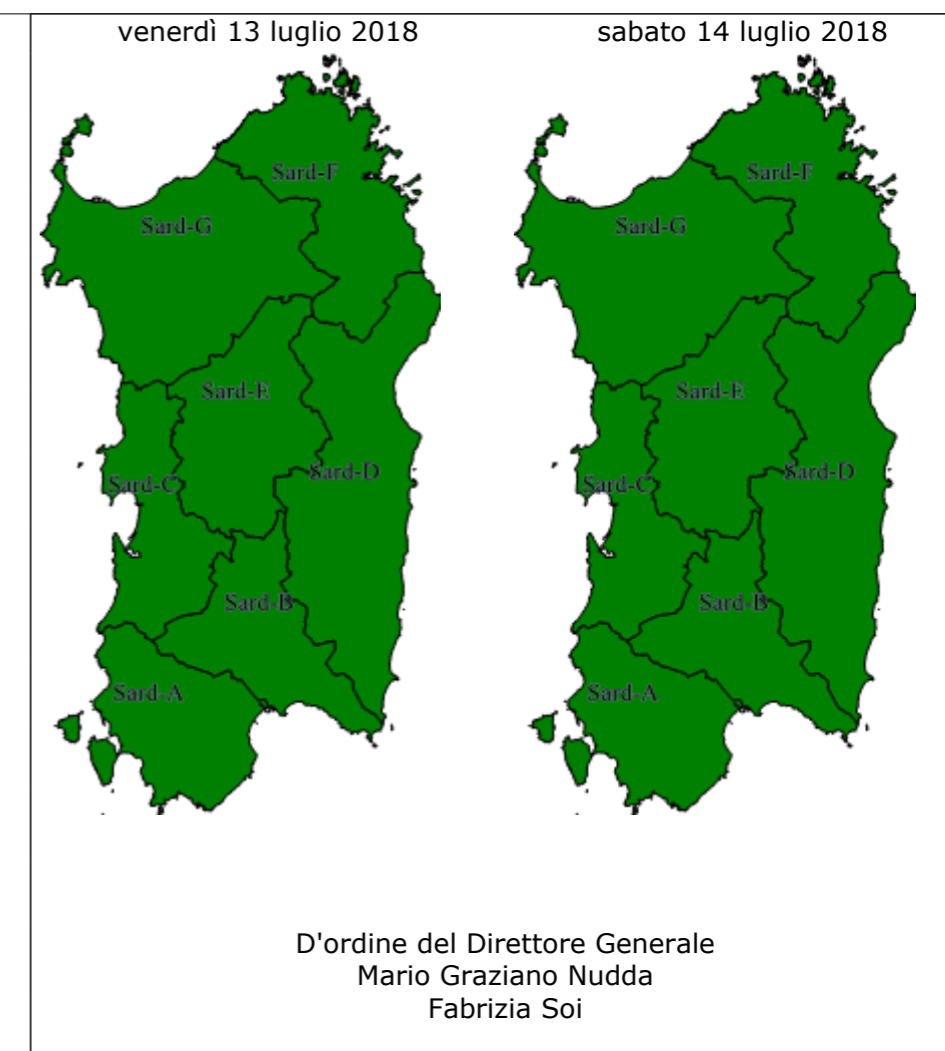 venerdì 13 luglio 2018
sabato 14 luglio 2018
Sard-F
Sard-G
Sard-E
Sard-D
Sard-C
Sard-B
Sard-A
Sard-F
Sard-G
Sard-E
Sard-D
Sard-C
Sard-B
Sard-A
D'ordine del Direttore Generale
Mario Graziano Nudda
Fabrizia Soi